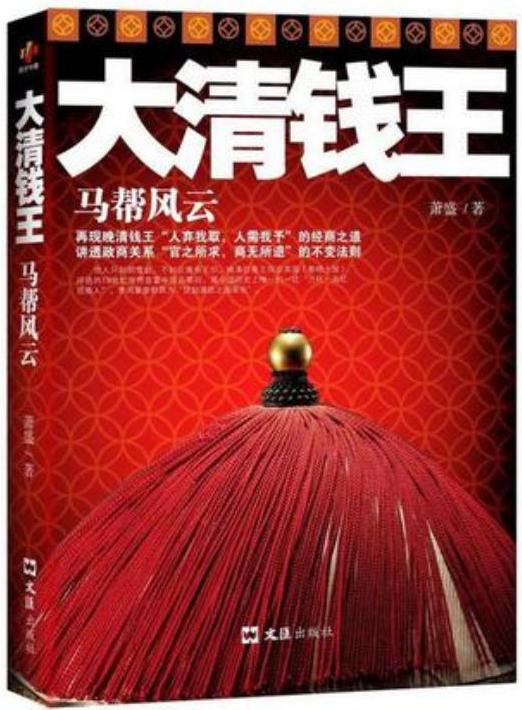 大清钱王
马帮风云
萧盛/著
再现晚清钱王“人弃我取，人需我予”的经商之道
讲透政商关系“官之所求，商无所退”的不变法则
文汇出版社
大清钱王
马帮风云
萧盛/著
文汇出版社